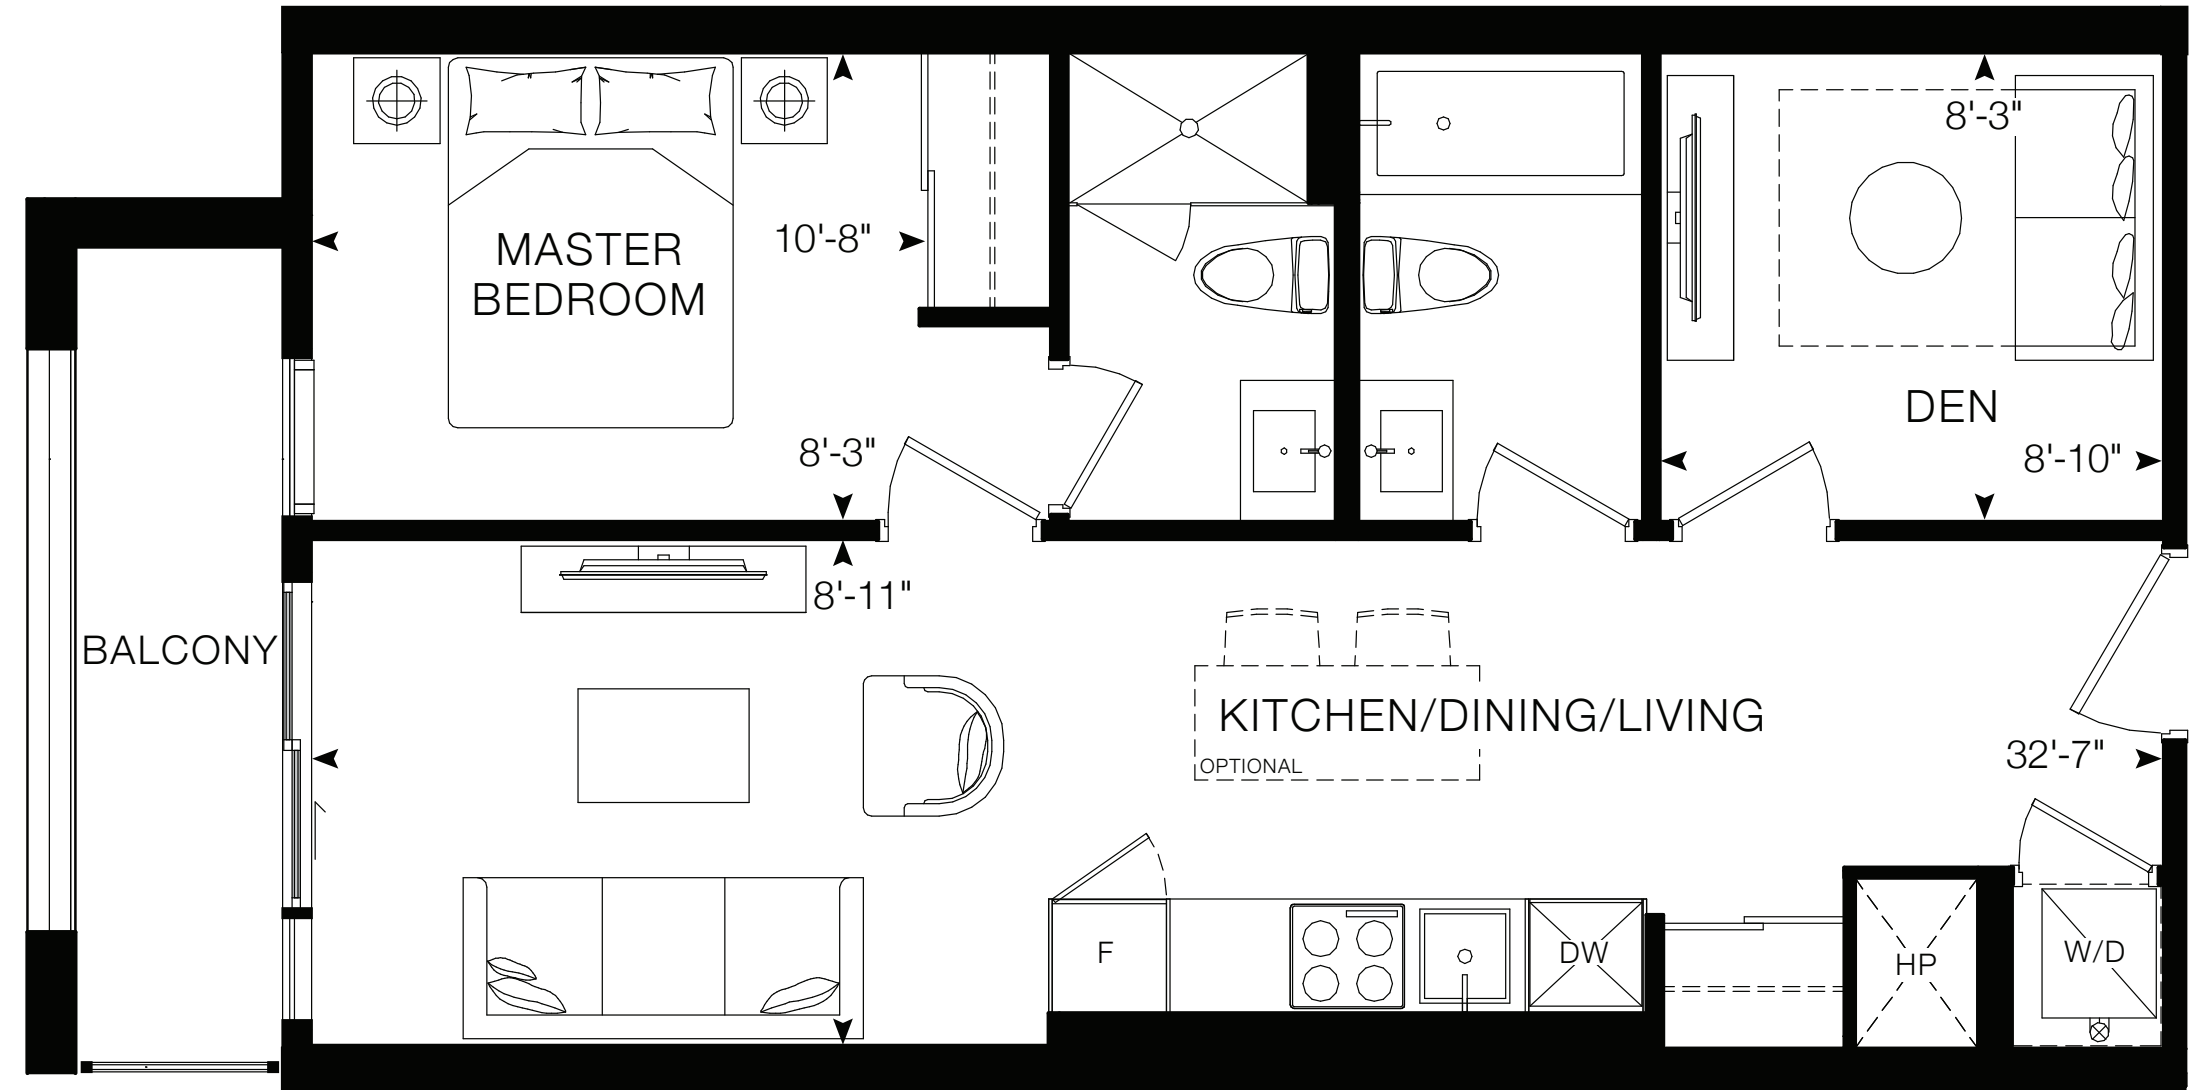 8'-3"
10'-8"
MASTER
BEDROOM
DEN
8'-3"
8'-10"
8'-11"
BALCONY
KITCHEN/DINING/LIVING
OPTIONAL
32'-7"
F
DW
HP
W/D